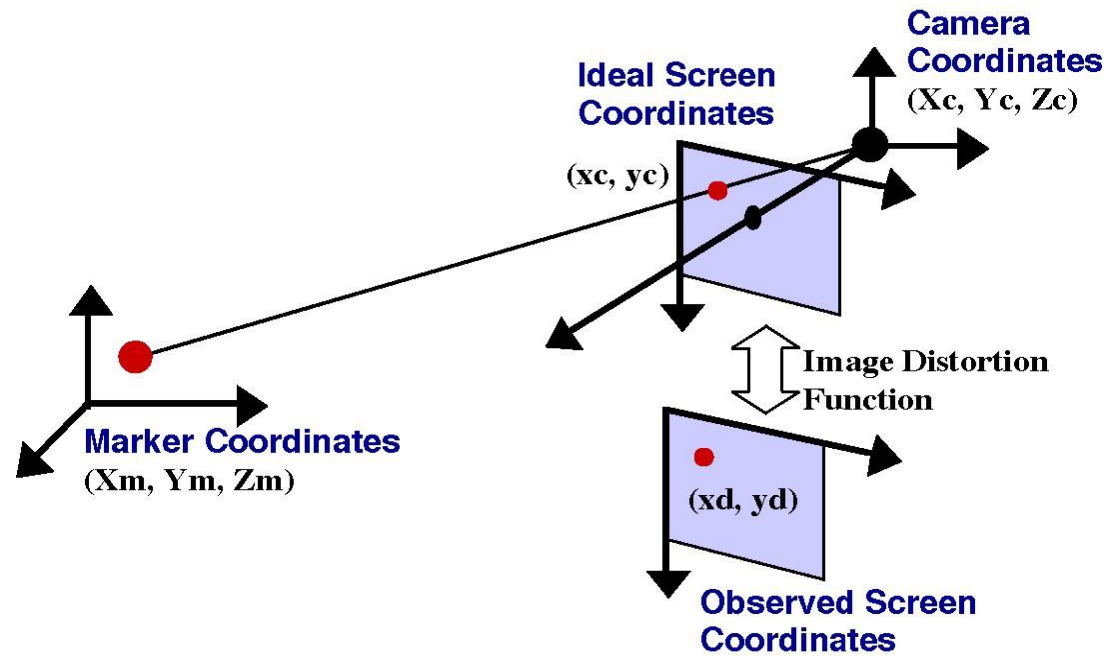 Camera
Coordinates
(Xc, Yc, Zc)
Ideal Screen
Coordinates
(xc, yc)
Image Distortion
Function
Marker Coordinates
(Xm, Ym, Zm)
(xd, yd)
Observed Screen
Coordinates